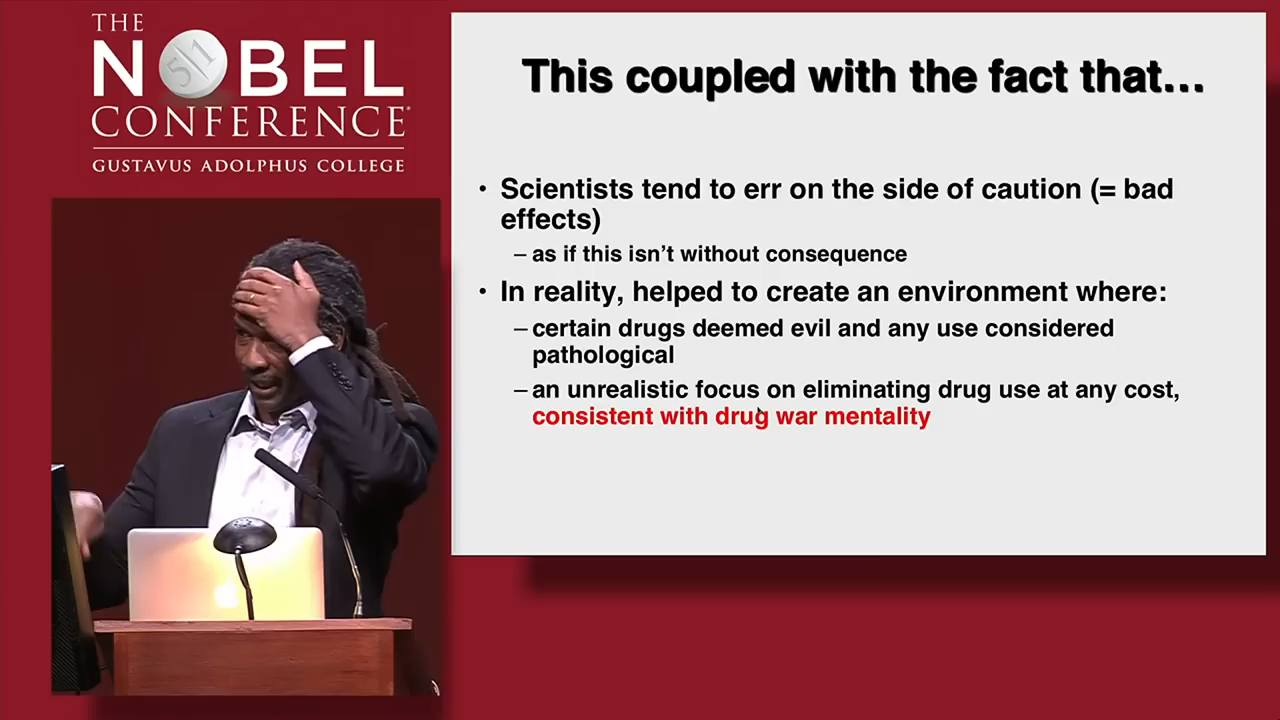 THE
NOBEL
51
CONFERENCE®
GUSTAVUS ADOLPHUS COLLEGE
This coupled with the fact that…
• Scientists tend to err on the side of caution (= bad
effects)
– as if this isn’t without consequence
• In reality, helped to create an environment where:
– certain drugs deemed evil and any use considered
pathological
– an unrealistic focus on eliminating drug use at any cost,
consistent with drug war mentality